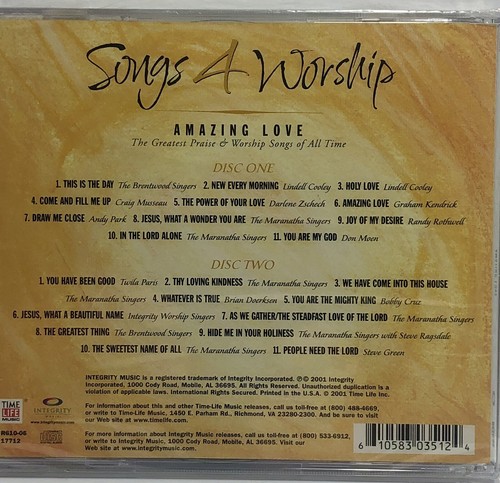 Songs 4 Worship
AMAZING LOVE
The Greatest Praise & Worship Songs of All Time
DISC ONE
1. THIS IS THE DAY The Brentwood Singers 2. NEW EVERY MORNING Lindell Cooley 3. HOLY LOVE Lindell Cooley
4. COME AND FILL ME UP Craig Musseau 5. THE POWER OF YOUR LOVE Darlene Zschech 6. AMAZING LOVE Graham Kendrick
7. DRAW ME CLOSE Andy Park 8. JESUS, WHAT A WONDER YOU ARE The Maranatha Singers 9. JOY OF MY DESIRE Randy Rothwell
10. IN THE LORD ALONE The Maranatha Singers 11. YOU ARE MY GOD Don Moen
DISC TWO
1. YOU HAVE BEEN GOOD Twila Paris 2. THY LOVING KINDNESS The Maranatha Singers 3. WE HAVE COME INTO THIS HOUSE
The Maranatha Singers 4. WHATEVER IS TRUE Brian Doerksen 5. YOU ARE THE MIGHTY KING Bobby Cruz
6. JESUS, WHAT A BEAUTIFUL NAME Integrity Worship Singers 7. AS WE GATHER/THE STEADFAST LOVE OF THE LORD The Maranatha Singers
8. THE GREATEST THING The Brentwood Singers 9. HIDE ME IN YOUR HOLINESS The Maranatha Singers with Steve Ragsdale
10. THE SWEETEST NAME OF ALL The Maranatha Singers 11. PEOPLE NEED THE LORD Steve Green
INTEGRITY MUSIC is a registered trademark of Integrity Incorporated. ℗© 2001 Integrity
Incorporated, 1000 Cody Road, Mobile, AL 36695. All Rights Reserved. Unauthorized duplication is a
violation of applicable laws. International Rights Secured. Printed in the U.S.A. © 2001 Time Life Inc.
For information about this and other Time-Life Music releases, call us toll-free at (800) 488-4669,
or write to Time-Life Music, 1450 E. Parham Rd., Richmond, VA 23280-2300. And be sure to visit
our Web site at www.timelife.com.
For more information about Integrity Music releases, call us toll-free at (800) 533-6912,
or write to Integrity Music, 1000 Cody Road, Mobile, AL 36695. Visit our
Web site at www.integritymusic.com.
TIME
LIFE
MUSIC
INTEGRITY
www.integritymusic.com
R610-06
17712
6 10583 03512 4